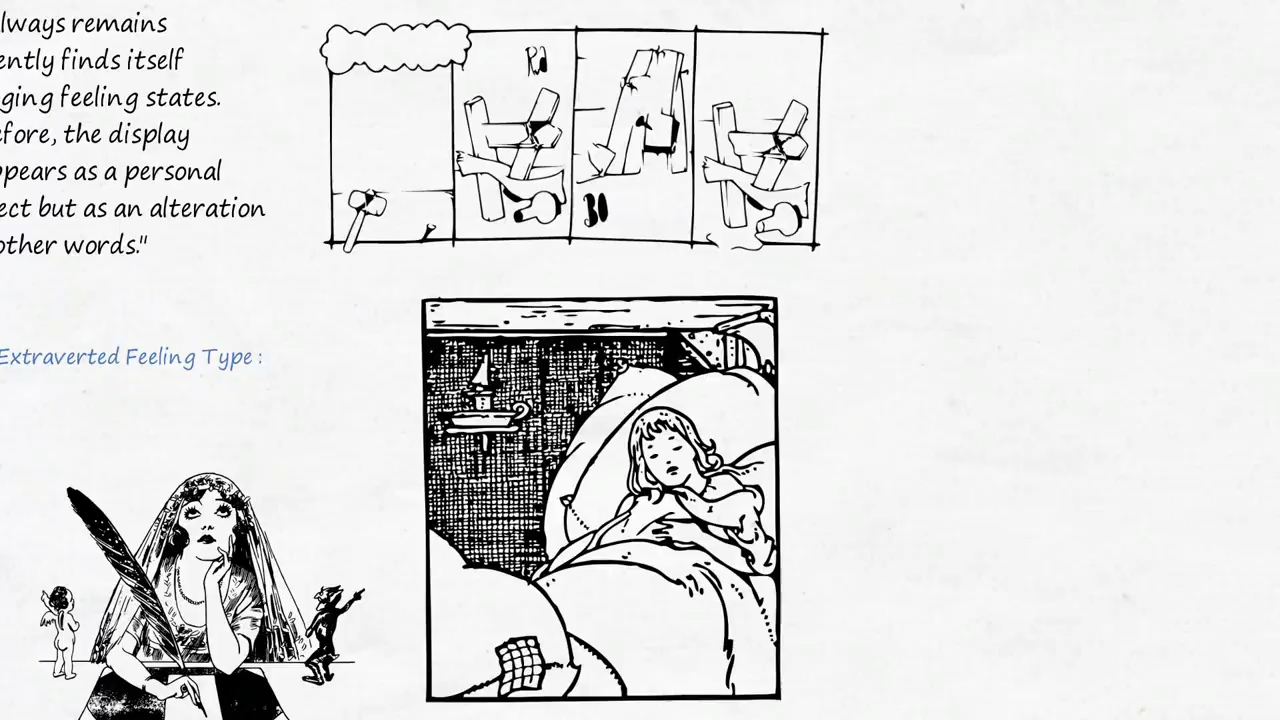 lways remains
ently finds itself
ging feeling states.
efore, the display
ppears as a personal
ect but as an alteration
other words."
Extraverted Feeling Type :